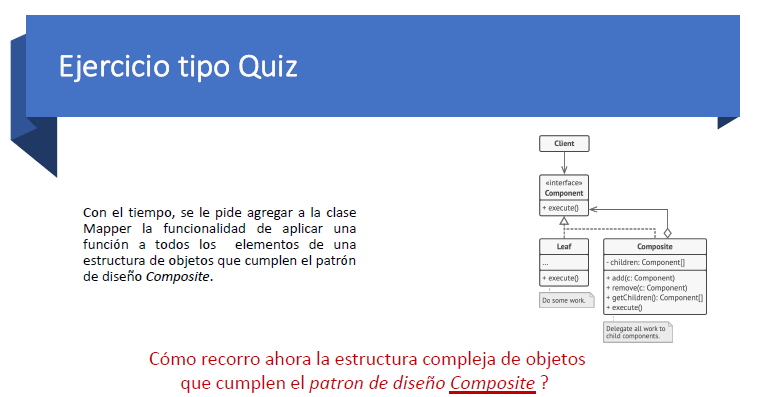 Ejercicio tipo Quiz
Con el tiempo, se le pide agregar a la clase
Mapper la funcionalidad de aplicar una
función a todos los elementos de una
estructura de objetos que cumplen el patrón
de diseño Composite.
Client
«interface»
Component
+ execute()
Leaf
...
+ execute()
Do some work.
Composite
- children: Component[]
+ add(c: Component)
+ remove(c: Component)
+ getChildren(): Component[]
+ execute()
Delegate all work to
child components.
Cómo recorro ahora la estructura compleja de objetos
que cumplen el patron de diseño Composite ?